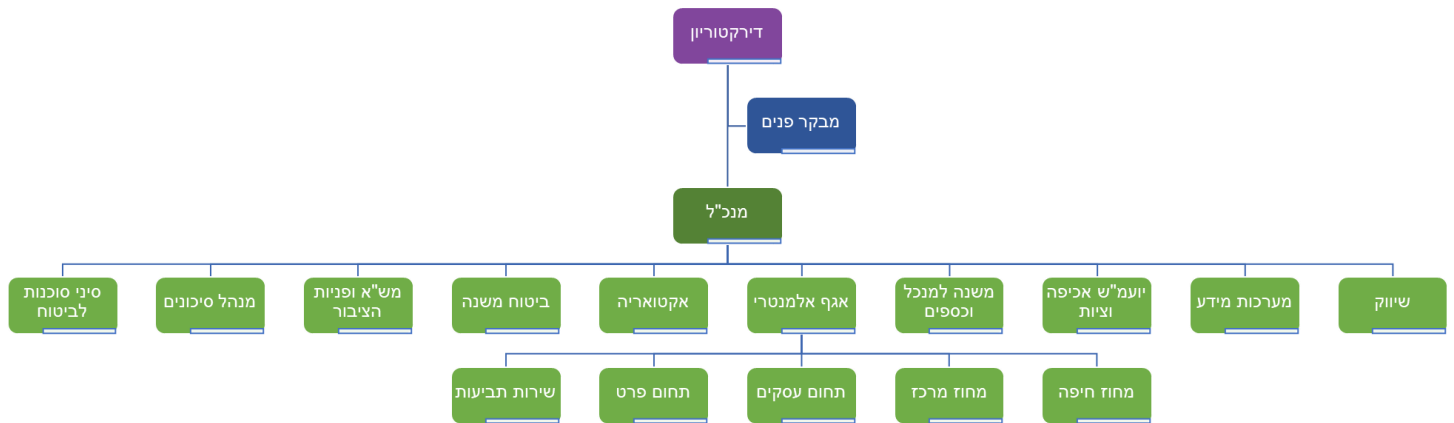 דירקטוריון
מבקר פנים
מנכ"ל
שיווק
מערכות מידע
יועמ"ש אכיפה
וציות
משנה למנכל
וכספים
אגף אלמנטרי
אקטואריה
ביטוח משנה
מש"א ופניות
הציבור
מנהל סיכונים
סיני סוכנות
לביטוח
מחוז חיפה
מחוז מרכז
תחום עסקים
תחום פרט
שירות תביעות